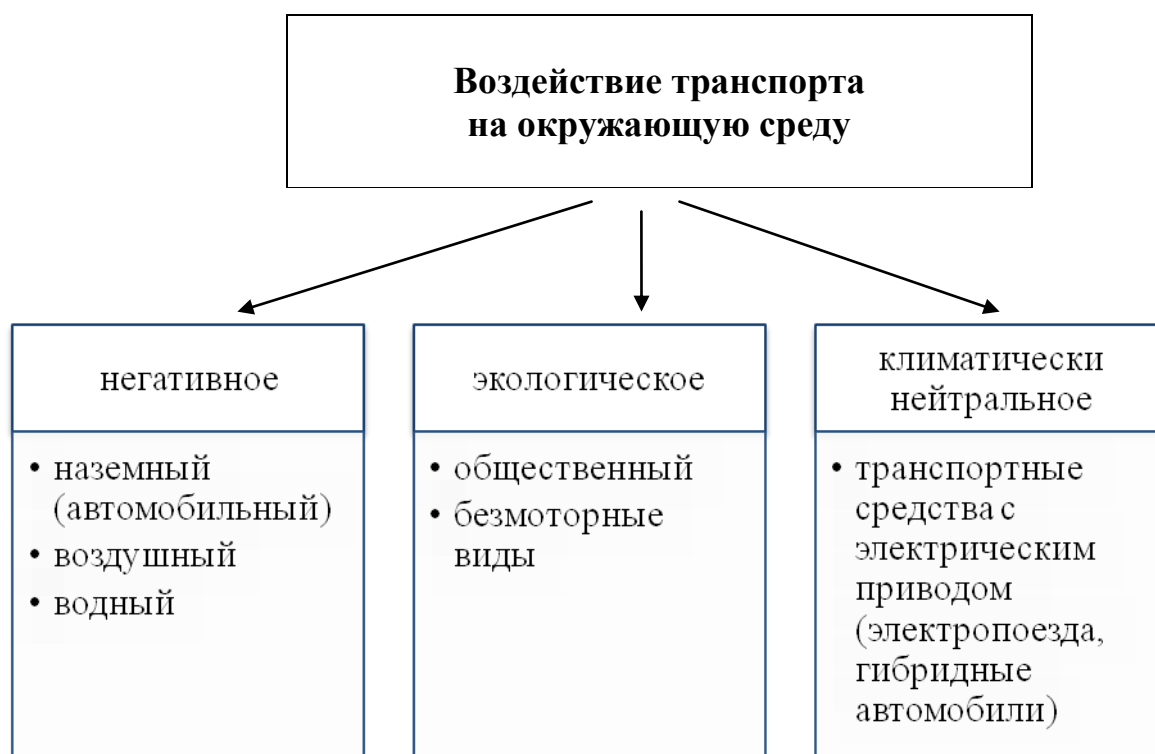 Воздействие транспорта
на окружающую среду
негативное
• наземный
(автомобильный)
• воздушный
• водный
экологическое
• общественный
• безмоторные
виды
климатически
нейтральное
• транспортные
средства с
электрическим
приводом
(электропоезда,
гибридные
автомобили)